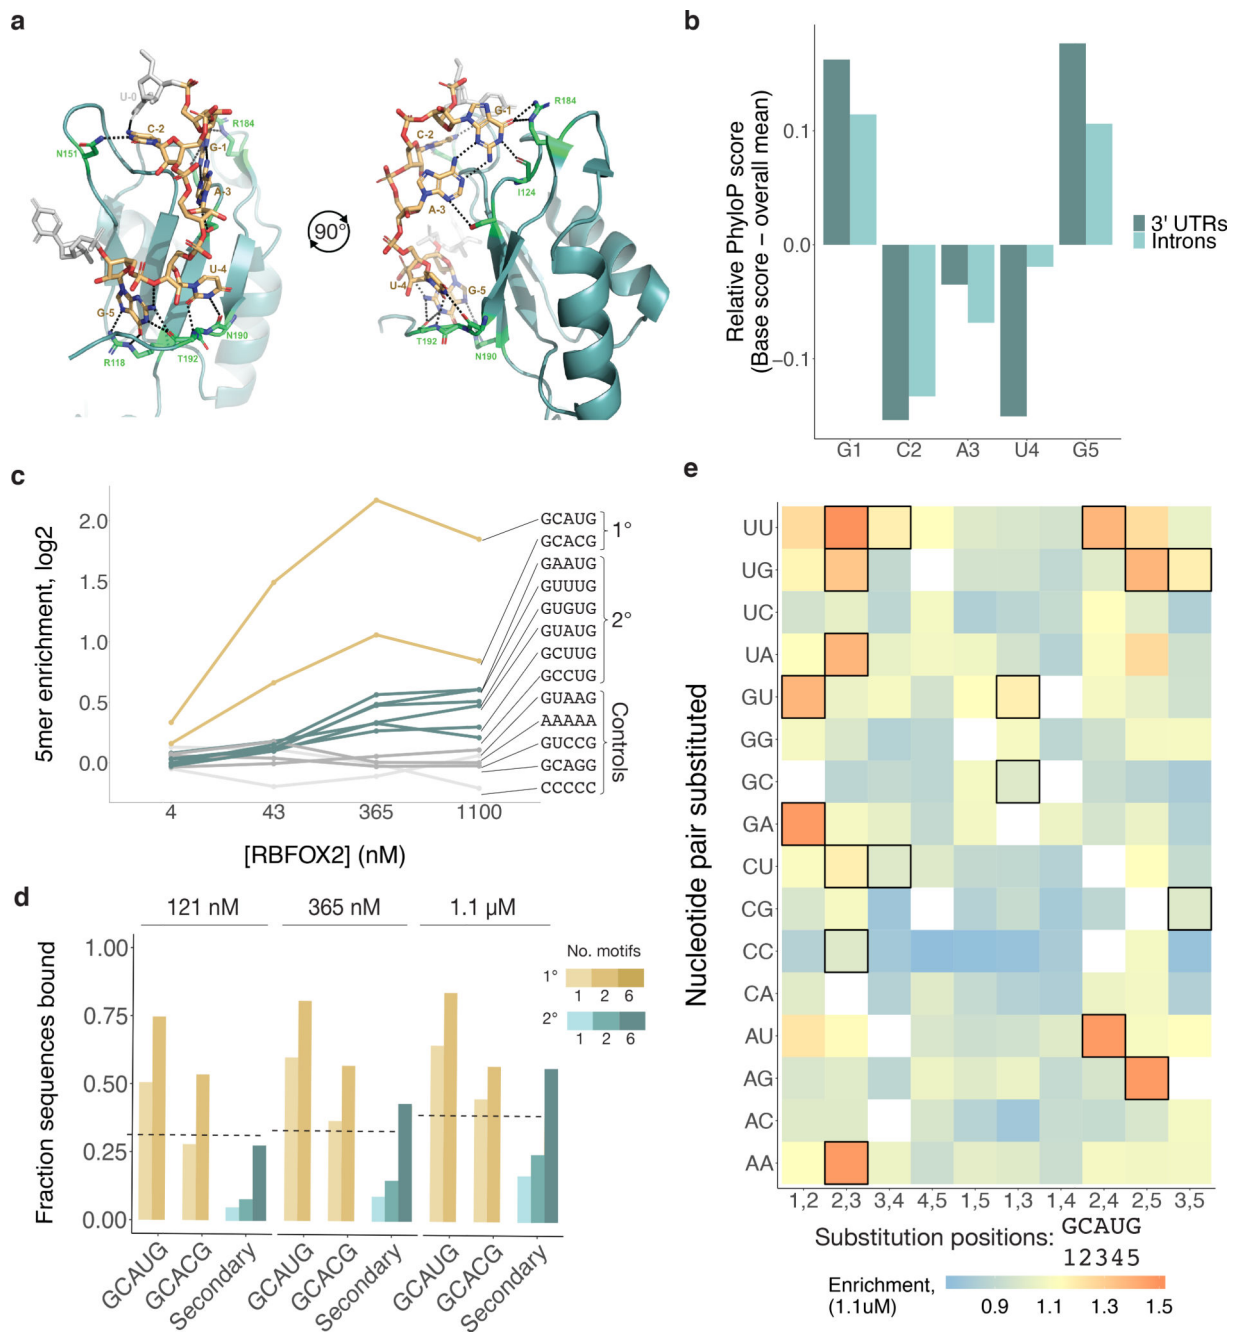 a
U-0
C-2
R184
G-1
N151
A-3
U-4
G-5
N190
T192
R118
90°
G-1
R184
C-2
I124
A-3
U-4
G-5
T192
N190
b
Relative PhyloP score
(Base score – overall mean)
0.1
0.0
−0.1
G1 C2 A3 U4 G5
3' UTRs
Introns
c
5mer enrichment, log2
2.0
1.5
1.0
0.5
0.0
4 43 365 1100
[RBFOX2] (nM)
GCAUG
GCACG
1°
GAAUG
GUUUG
GUGUG
GUAUG
GCUUG
GCCUG
2°
GUAAG
AAAAA
GUCCG
GCAGG
CCCCC
Controls
d
121 nM 365 nM 1.1 µM
Fraction sequences bound
1.00
0.75
0.50
0.25
0.00
No. motifs
1°
1 2 6
2°
1 2 6
GCAUG GCACG Secondary GCAUG GCACG Secondary GCAUG GCACG Secondary
e
Nucleotide pair substituted
UU
UG
UC
UA
GU
GG
GC
GA
CU
CG
CC
CA
AU
AG
AC
AA
1,2 2,3 3,4 4,5 1,5 1,3 1,4 2,4 2,5 3,5
Substitution positions: GCAUG
12345
Enrichment,
(1.1uM)
0.9 1.1 1.3 1.5